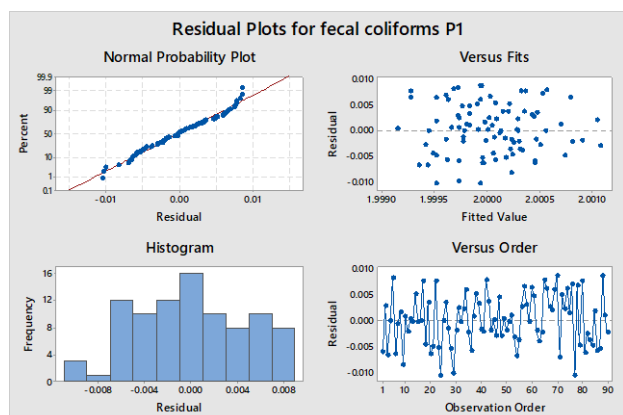 Residual Plots for fecal coliforms P1
Normal Probability Plot
99.9
99
90
50
10
1
0.1
Percent
-0.01 0.00 0.01
Residual
Versus Fits
0.010
0.005
0.000
-0.005
-0.010
Residual
1.9990 1.9995 2.0000 2.0005 2.0010
Fitted Value
Histogram
16
12
8
4
0
Frequency
-0.008 -0.004 0.000 0.004 0.008
Residual
Versus Order
0.010
0.005
0.000
-0.005
-0.010
Residual
1 10 20 30 40 50 60 70 80 90
Observation Order